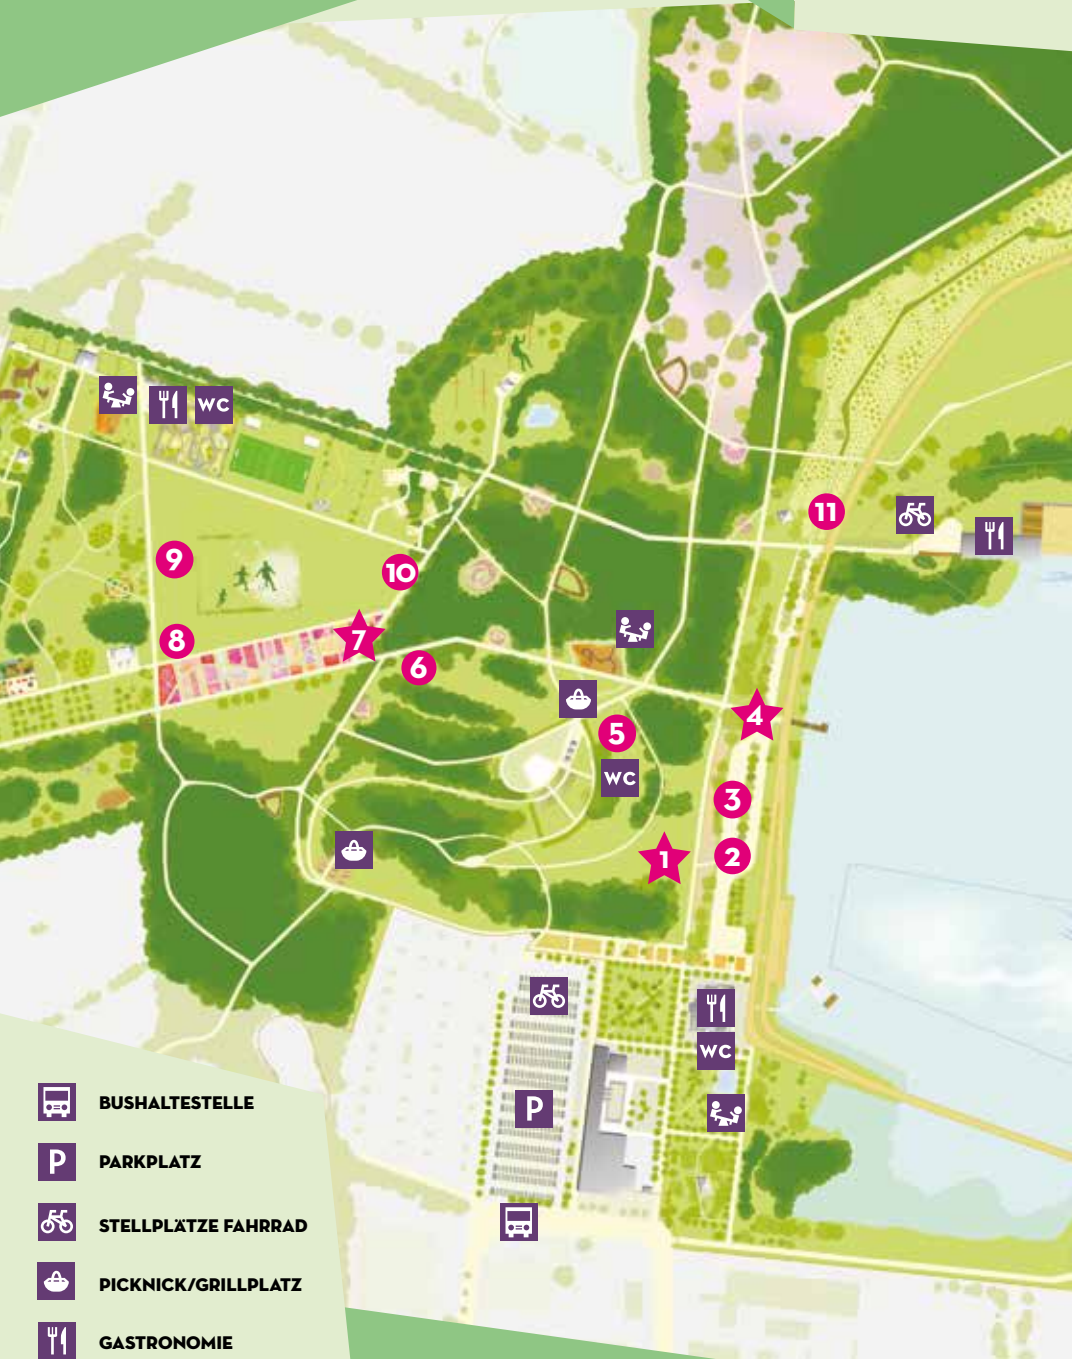 WC
11
9
10
8
7
6
4
5
WC
3
1
2
WC
P
BUSHALTESTELLE
P PARKPLATZ
STELLPLÄTZE FAHRRAD
PICKNICK/GRILLPLATZ
GASTRONOMIE